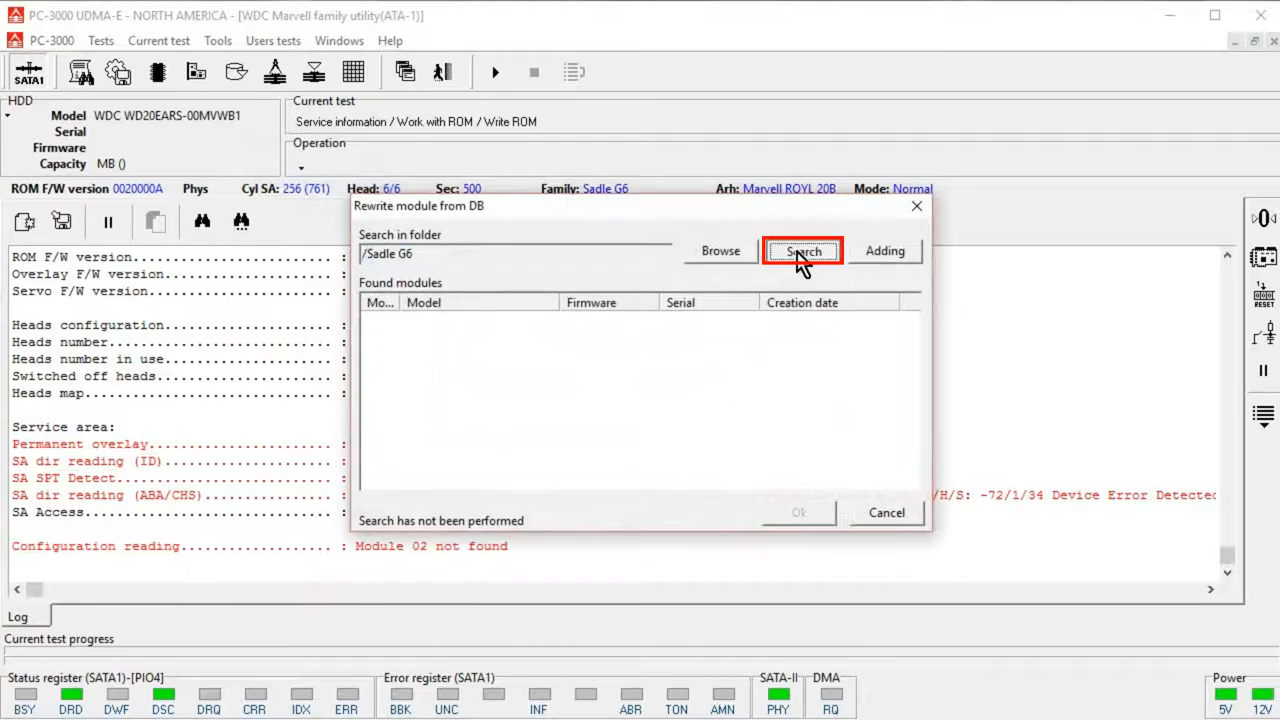 PC-3000 UDMA-E - NORTH AMERICA - [WDC Marvell family utility(ATA-1)]
PC-3000 Tests Current test Tools Users tests Windows Help
SATA1
HDD
Model WDC WD20EARS-00MVWB1
Serial
Firmware
Capacity MB ()
Current test
Service information / Work with ROM / Write ROM
Operation
ROM F/W version 0020000A Phys Cyl SA: 256 (761) Head: 6/6 Sec: 500 Family: Sadle G6 Arh: Marvell ROYL 20B Mode: Normal
Rewrite module from DB
Search in folder
/Sadle G6
Browse Search Adding
Found modules
Mo... Model Firmware Serial Creation date
Search has not been performed
Ok Cancel
ROM F/W version.................... :
Overlay F/W version................ :
Servo F/W version.................. :
Heads configuration................ :
Heads number....................... :
Heads number in use................ :
Switched off heads................. :
Heads map.......................... :
Service area:
Permanent overlay.................. :
SA dir reading (ID)................ :
SA SPT Detect...................... :
SA dir reading (ABA/CHS)........... : /H/S: -72/1/34 Device Error Detected
SA Access.......................... :
Configuration reading.............. : Module 02 not found
RESET
Log
Current test progress
Status register (SATA1)-[PIO4]
BSY DRD DWF DSC DRQ CRR IDX ERR
Error register (SATA1)
BBK UNC INF ABR TON AMN
SATA-II
PHY
DMA
RQ
Power
5V 12V